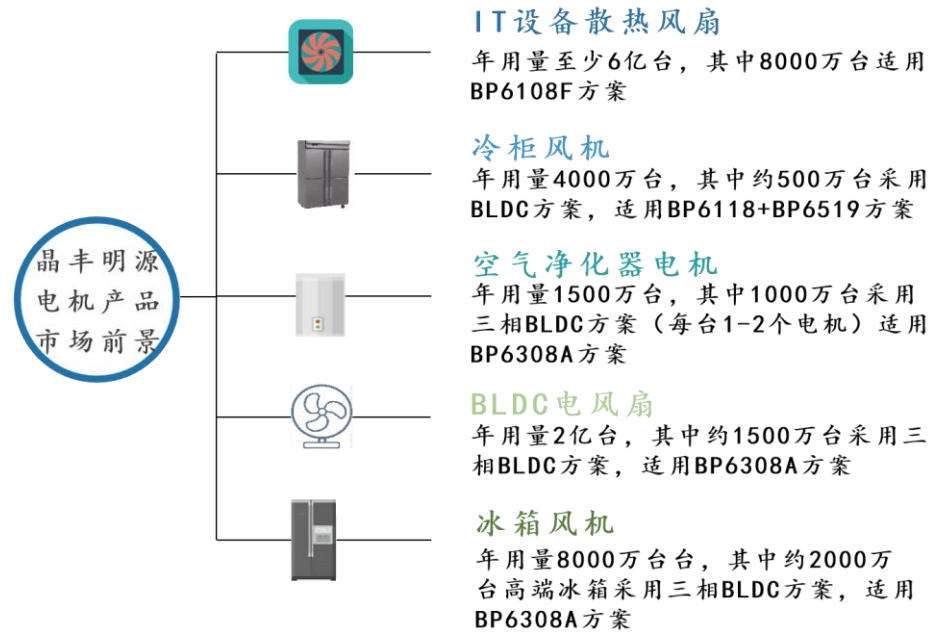 晶丰明源
电机产品
市场前景
IT设备散热风扇
年用量至少6亿台，其中8000万台适用
BP6108F方案
冷柜风机
年用量4000万台，其中约500万台采用
BLDC方案，适用BP6118+BP6519方案
空气净化器电机
年用量1500万台，其中1000万台采用
三相BLDC方案（每台1-2个电机）适用
BP6308A方案
BLDC电风扇
年用量2亿台，其中约1500万台采用三
相BLDC方案，适用BP6308A方案
冰箱风机
年用量8000万台台，其中约2000万
台高端冰箱采用三相BLDC方案，适用
BP6308A方案